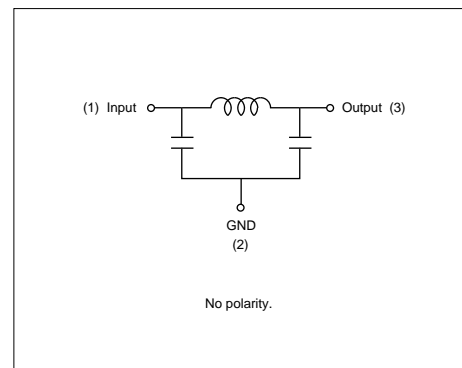 (1) Input Output (3)
GND
(2)
No polarity.